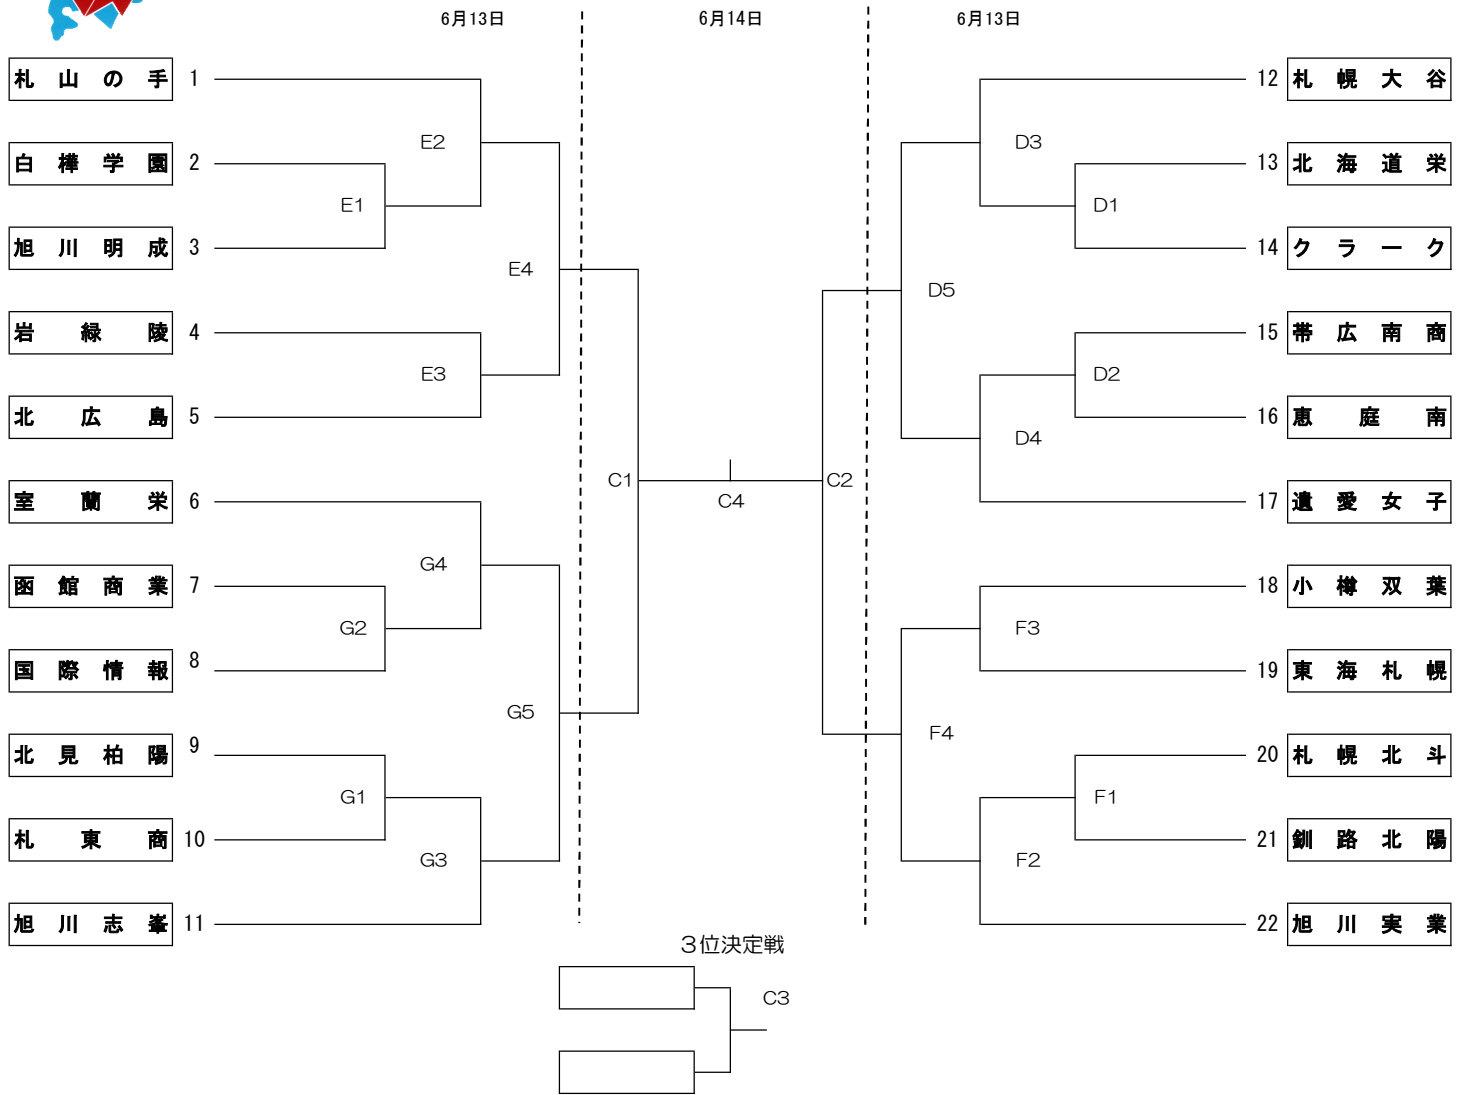 6月13日 6月14日 6月13日
札山の手 1 12 札幌大谷
E2 D3
白樺学園 2 13 北海道栄
E1 D1
旭川明成 3 14 クラーク
E4 D5
岩緑陵 4 15 帯広南商
E3 D2
北広島 5 16 恵庭南
D4
C1 C2
室蘭栄 6 C4 17 遺愛女子
G4
函館商業 7 18 小樽双葉
G2 F3
国際情報 8 19 東海札幌
G5 F4
北見柏陽 9 20 札幌北斗
G1 F1
札東商 10 21 釧路北陽
G3 F2
旭川志峯 11 22 旭川実業
3位決定戦
C3